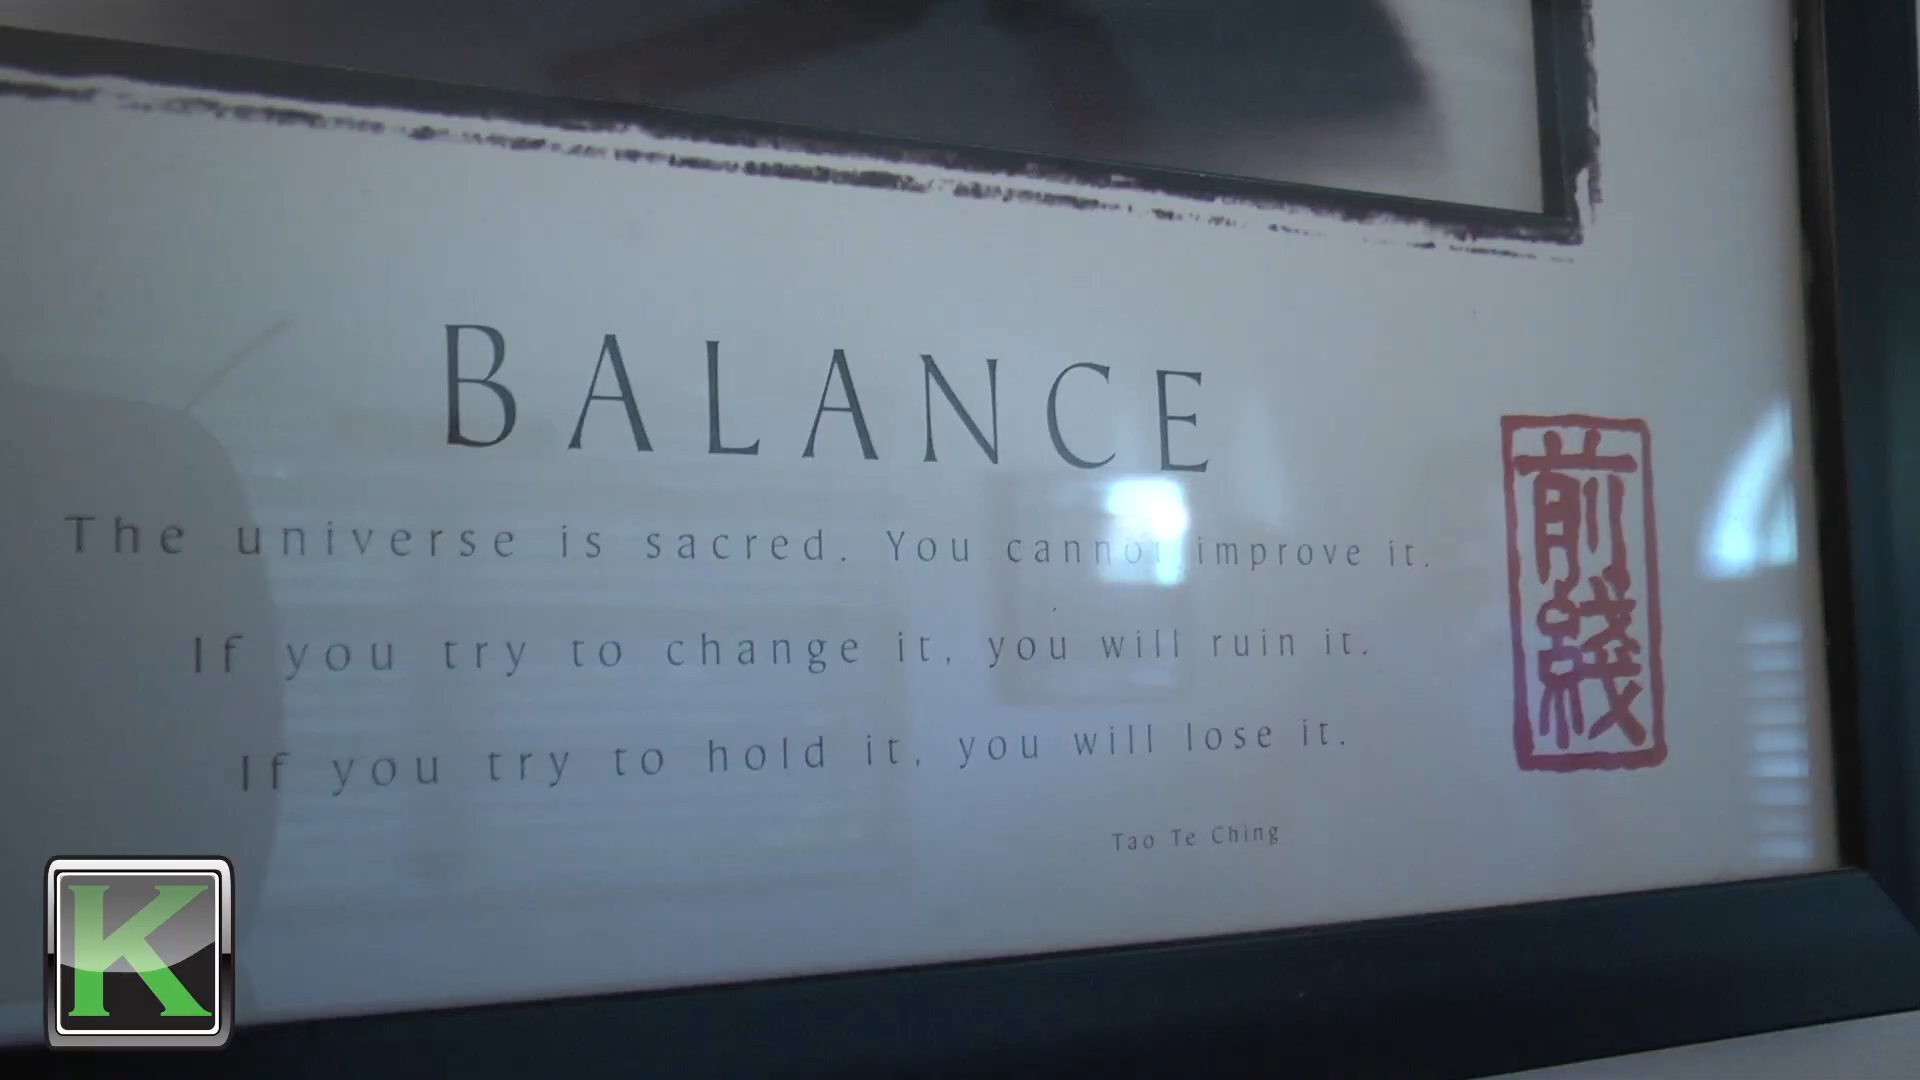 BALANCE
The universe is sacred. You cannot improve it.
If you try to change it, you will ruin it.
If you try to hold it, you will lose it.
Tao Te Ching
前
綫
K